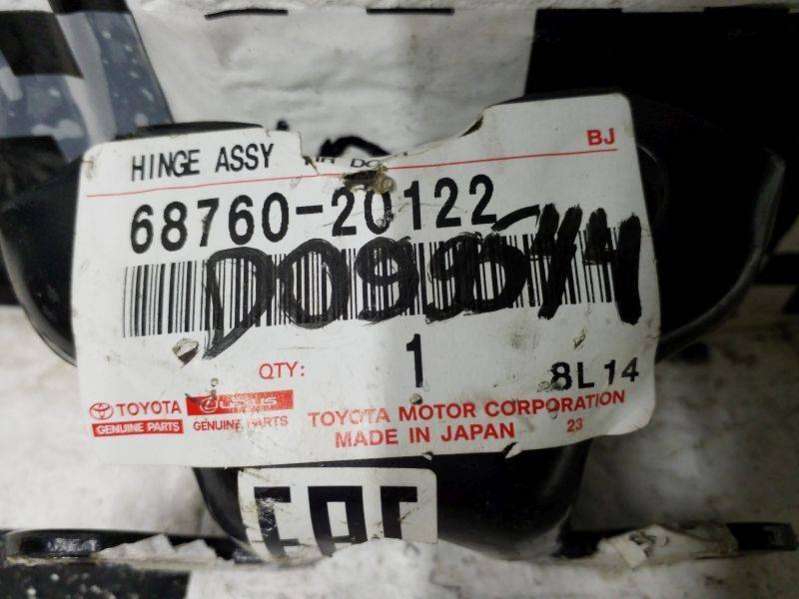 HINGE ASSY
BJ
68760-20122
QTY: 1
8L14
TOYOTA
GENUINE PARTS
LEXUS
GENUINE PARTS
TOYOTA MOTOR CORPORATION
MADE IN JAPAN 23
EAC